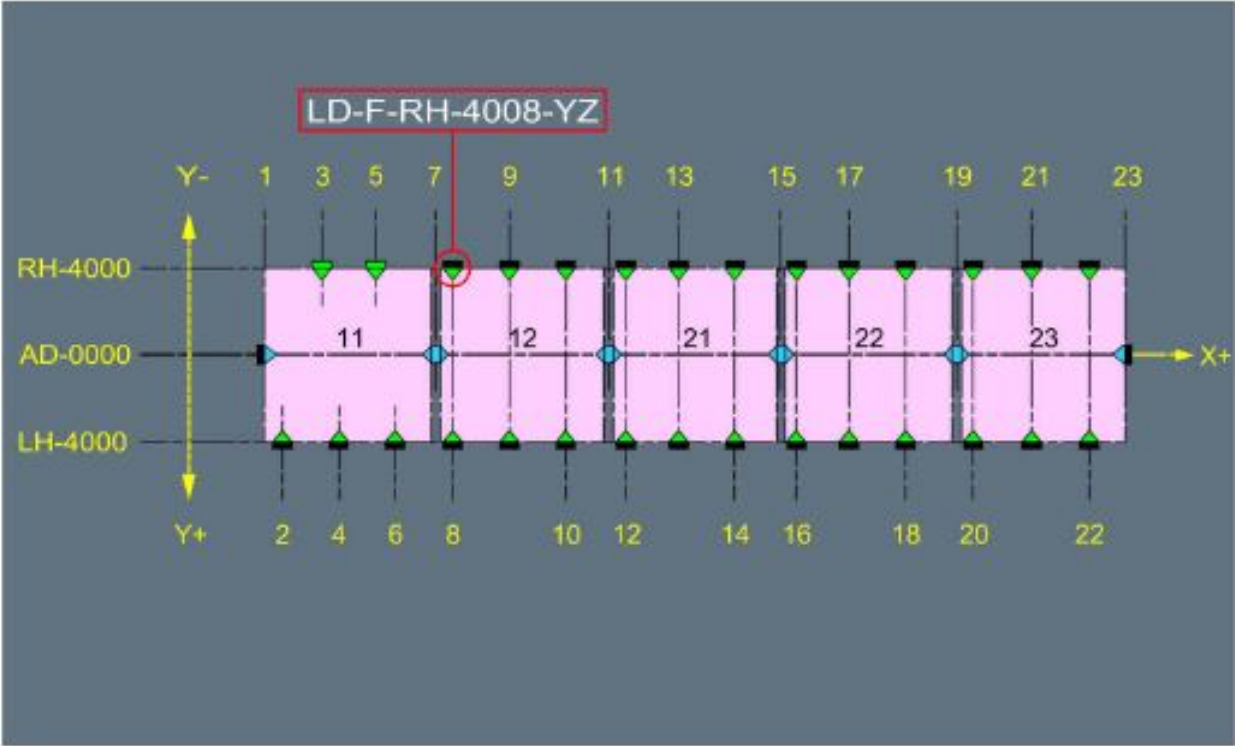 LD-F-RH-4008-YZ
Y- 1 3 5 7 9 11 13 15 17 19 21 23
RH-4000
11 12 21 22 23
AD-0000 X+
LH-4000
Y+ 2 4 6 8 10 12 14 16 18 20 22